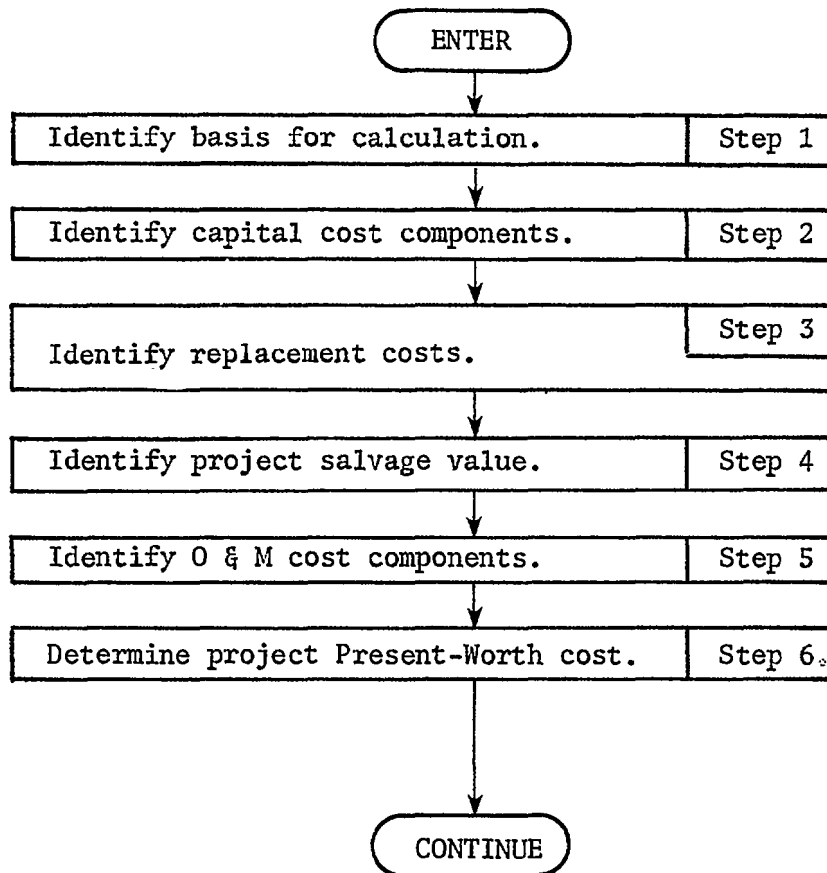 ENTER
Identify basis for calculation. Step 1
Identify capital cost components. Step 2
Step 3
Identify replacement costs.
Identify project salvage value. Step 4
Identify O & M cost components. Step 5
Determine project Present-Worth cost. Step 6
CONTINUE